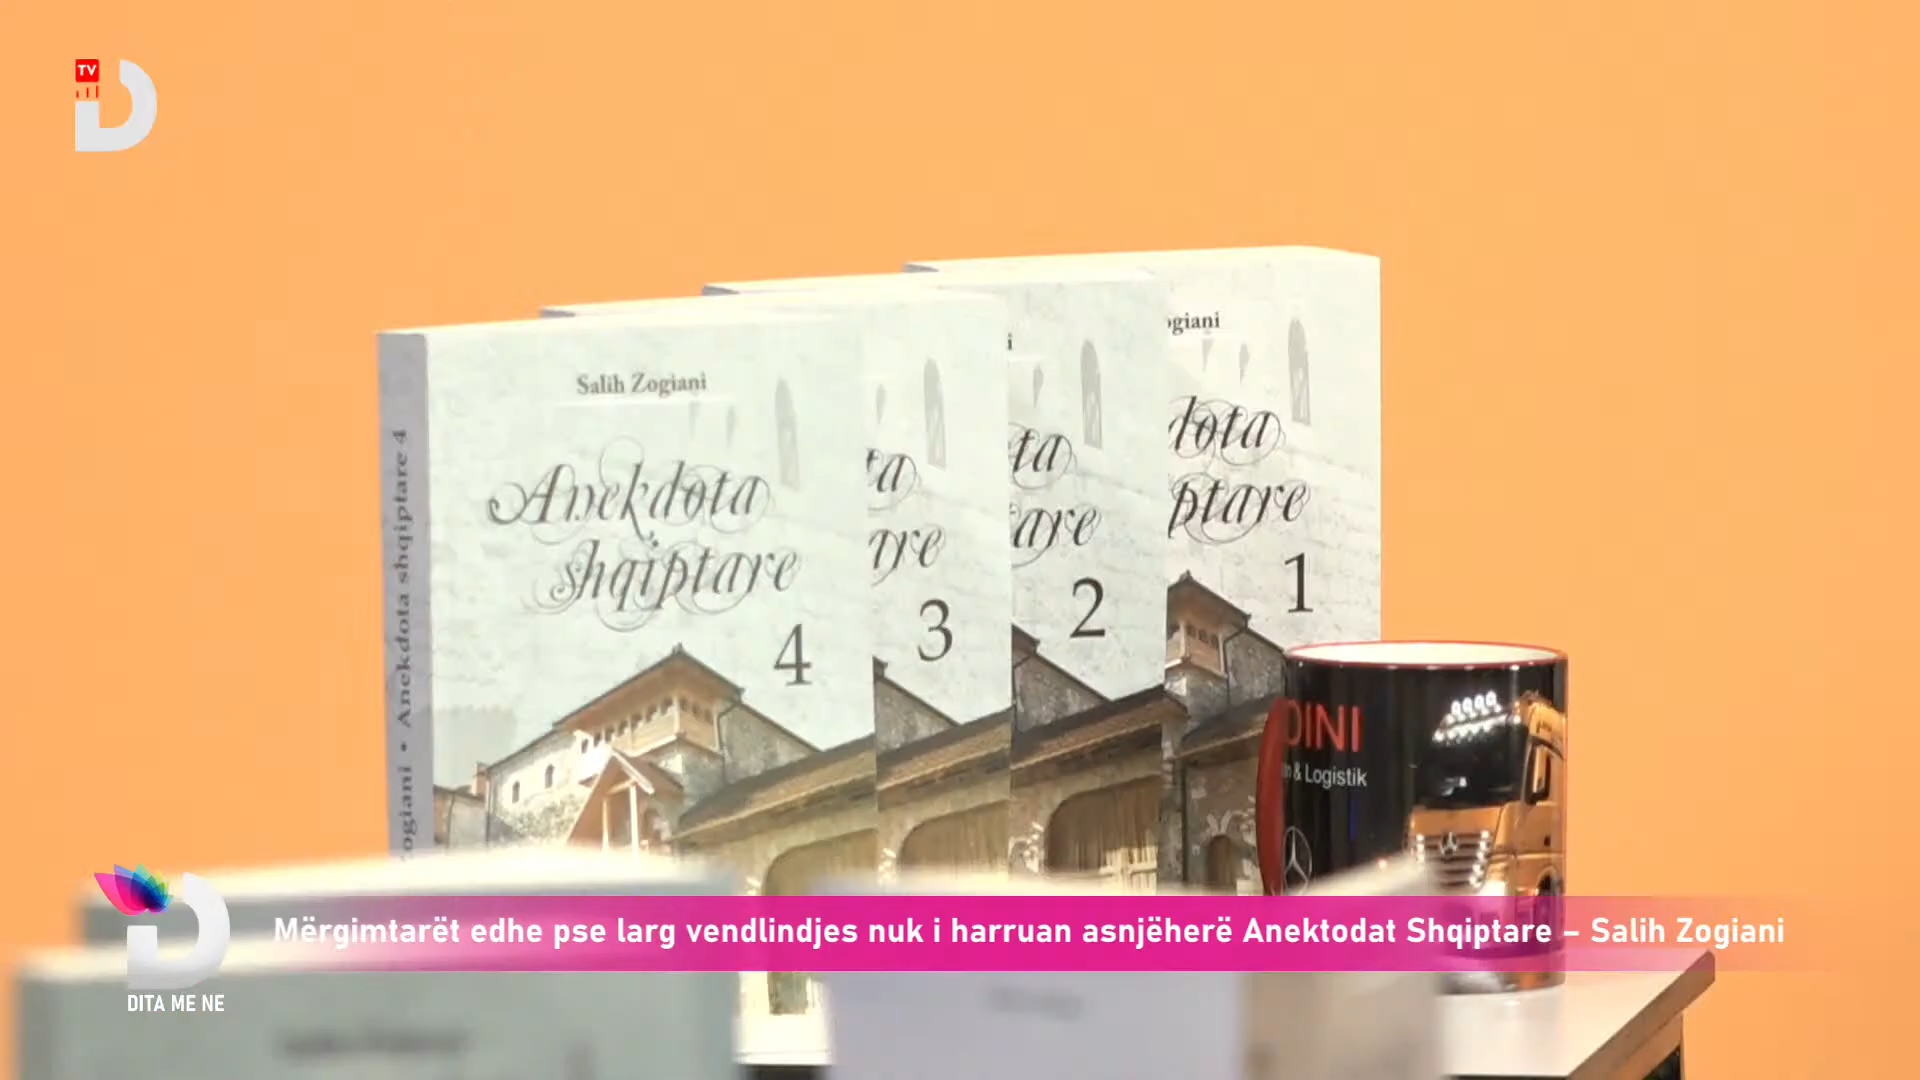 TV
D
Salih Zogiani
Anekdota
shqiptare
4
Anekdota shqiptare 4
3
2
1
& Logistik
Mërgimtarët edhe pse larg vendlindjes nuk i harruan asnjëherë Anektodat Shqiptare – Salih Zogiani
DITA ME NE